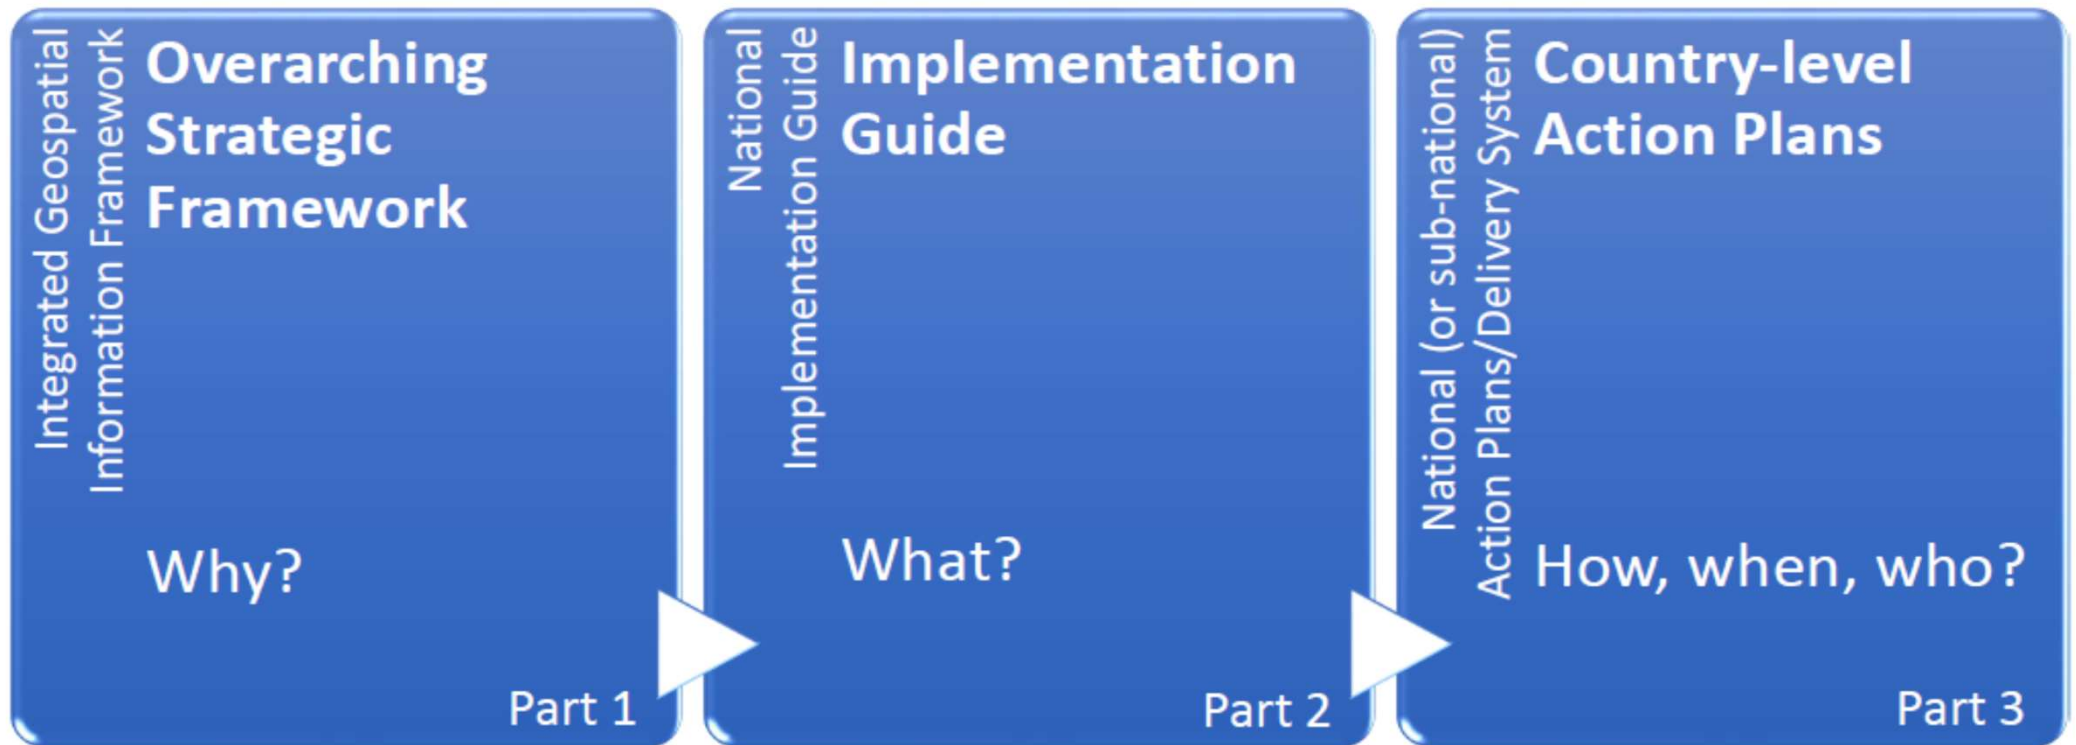 Integrated Geospatial
Information Framework
Overarching
Strategic
Framework
Why?
Part 1
National
Implementation Guide
Implementation
Guide
What?
Part 2
National (or sub-national)
Action Plans/Delivery System
Country-level
Action Plans
How, when, who?
Part 3